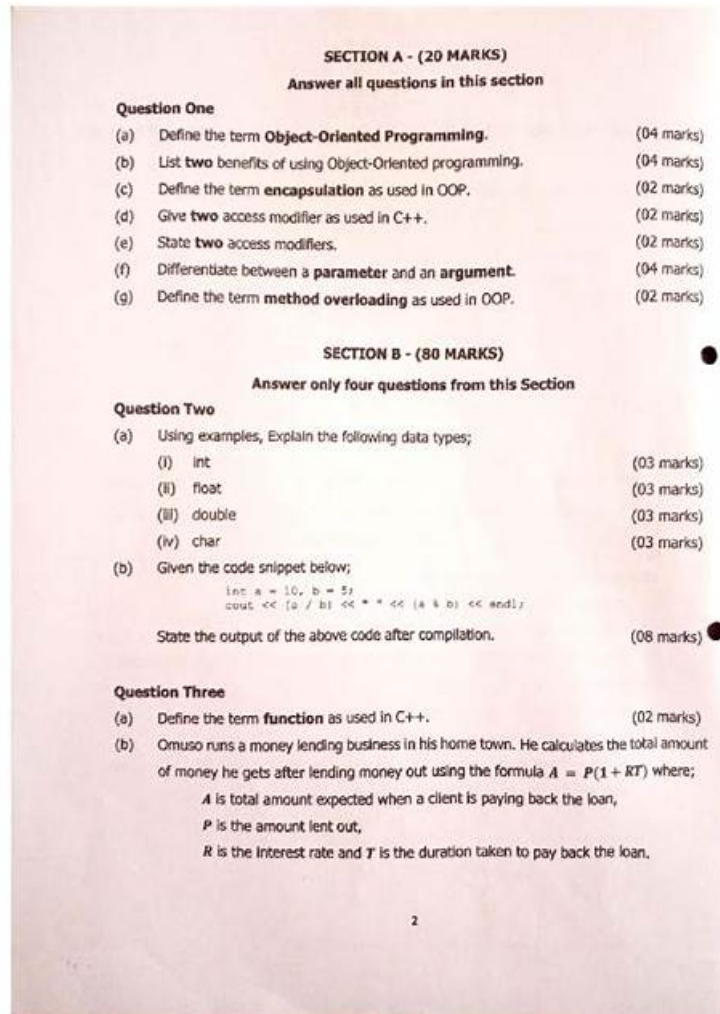 SECTION A - (20 MARKS)
Answer all questions in this section
Question One
(a) Define the term Object-Oriented Programming. (04 marks)
(b) List two benefits of using Object-Oriented programming. (04 marks)
(c) Define the term encapsulation as used in OOP. (02 marks)
(d) Give two access modifier as used in C++. (02 marks)
(e) State two access modifiers. (02 marks)
(f) Differentiate between a parameter and an argument. (04 marks)
(g) Define the term method overloading as used in OOP. (02 marks)
SECTION B - (80 MARKS)
Answer only four questions from this Section
Question Two
(a) Using examples, Explain the following data types;
(i) int (03 marks)
(ii) float (03 marks)
(iii) double (03 marks)
(iv) char (03 marks)
(b) Given the code snippet below;
int a = 10, b = 5;
cout << (a / b) << " " << (a % b) << endl;
State the output of the above code after compilation. (08 marks)
Question Three
(a) Define the term function as used in C++. (02 marks)
(b) Omuso runs a money lending business in his home town. He calculates the total amount
of money he gets after lending money out using the formula A = P(1 + RT) where;
A is total amount expected when a client is paying back the loan,
P is the amount lent out,
R is the interest rate and T is the duration taken to pay back the loan.
2